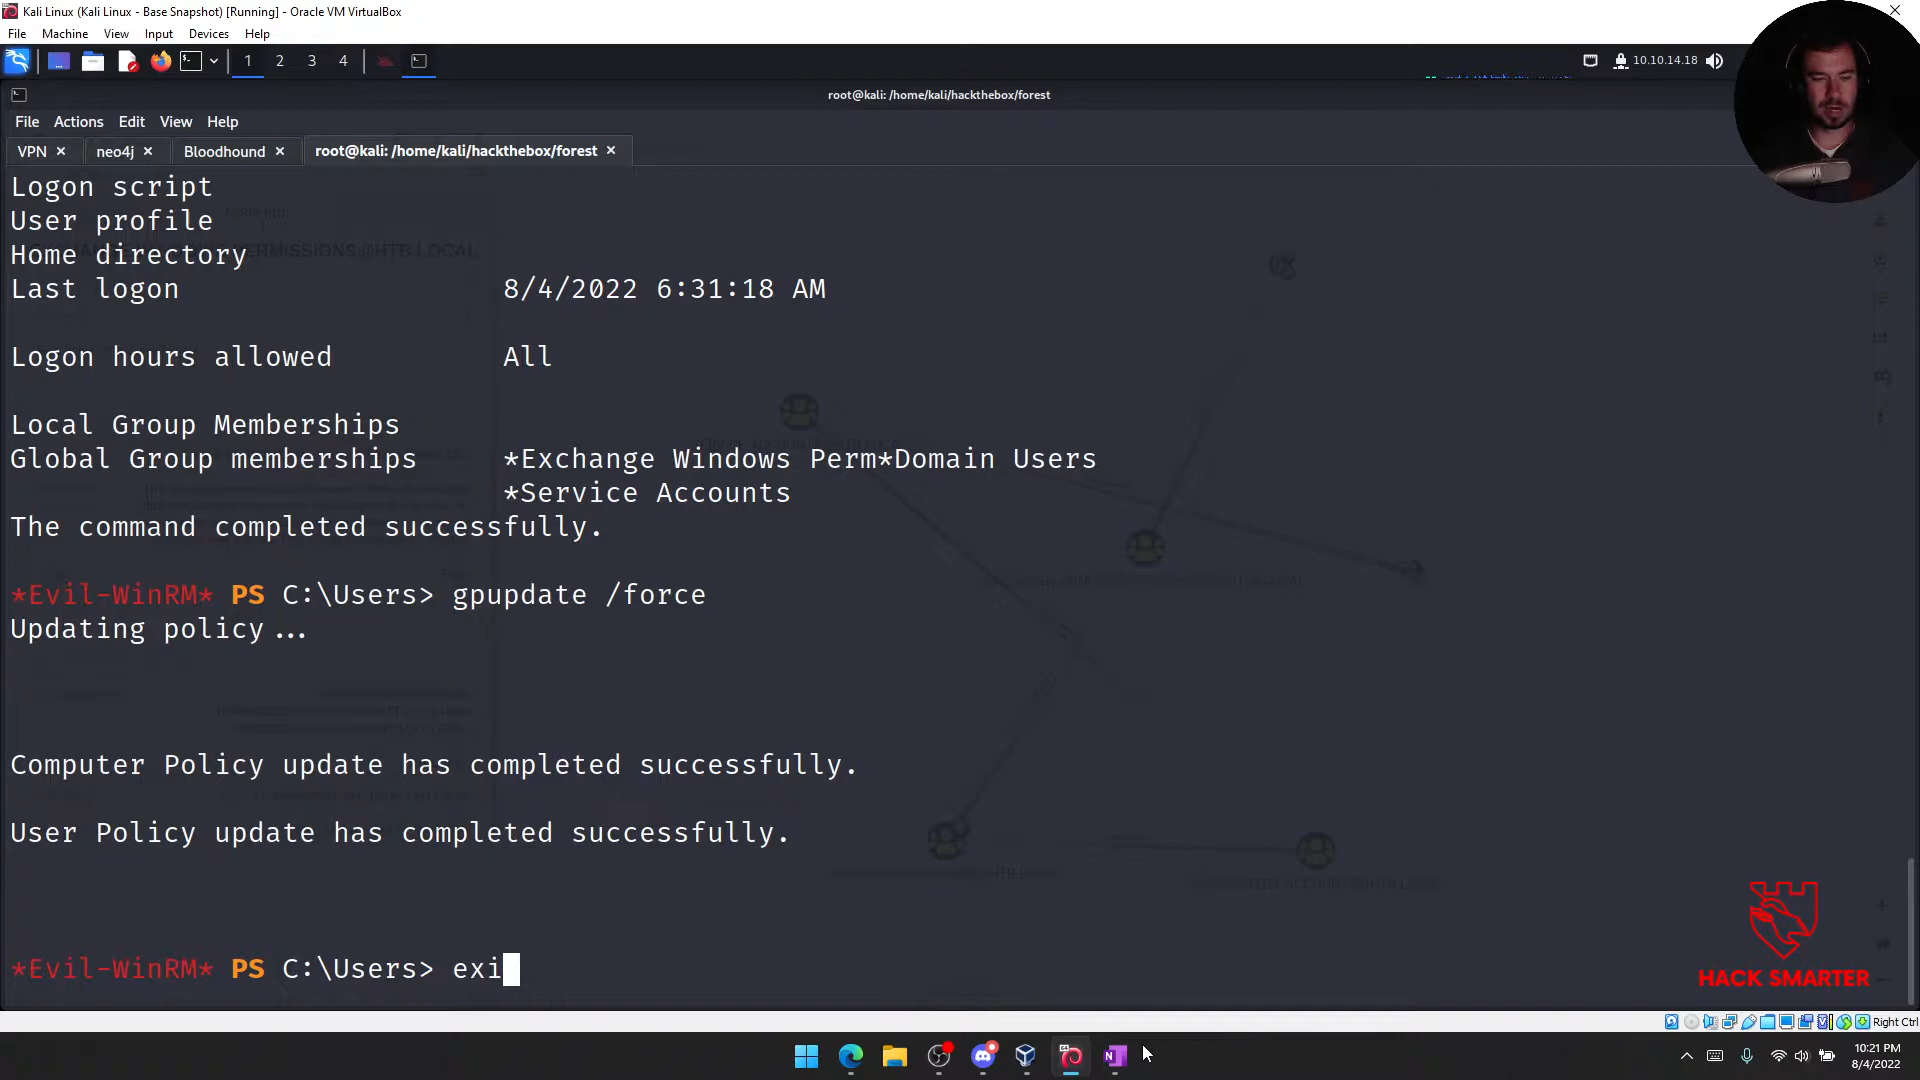 Kali Linux (Kali Linux - Base Snapshot) [Running] - Oracle VM VirtualBox
File Machine View Input Devices Help
1 2 3 4
10.10.14.18
root@kali: /home/kali/hackthebox/forest
File Actions Edit View Help
VPN × neo4j × Bloodhound × root@kali: /home/kali/hackthebox/forest ×
Logon script
User profile
Home directory
Last logon 8/4/2022 6:31:18 AM
Logon hours allowed All
Local Group Memberships
Global Group memberships *Exchange Windows Perm*Domain Users
*Service Accounts
The command completed successfully.
*Evil-WinRM* PS C:\Users> gpupdate /force
Updating policy...
Computer Policy update has completed successfully.
User Policy update has completed successfully.
*Evil-WinRM* PS C:\Users> exi
HACK SMARTER
Right Ctrl
10:21 PM
8/4/2022